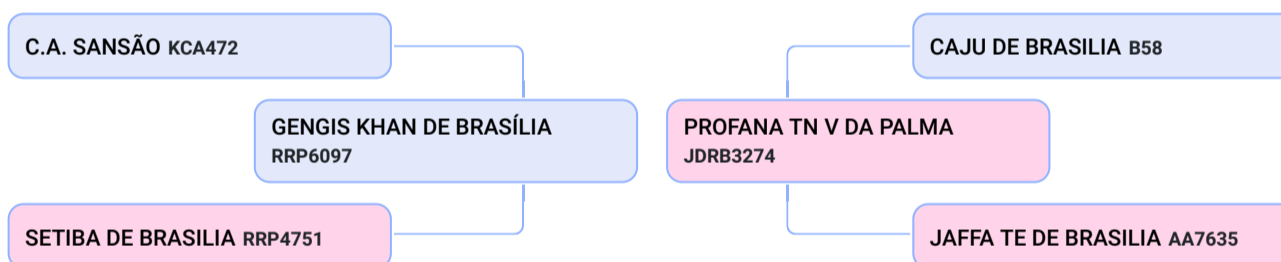 C.A. SANSÃO KCA472
CAJU DE BRASILIA B58
GENGIS KHAN DE BRASÍLIA
RRP6097
PROFANA TN V DA PALMA
JDRB3274
SETIBA DE BRASILIA RRP4751
JAFFA TE DE BRASILIA AA7635